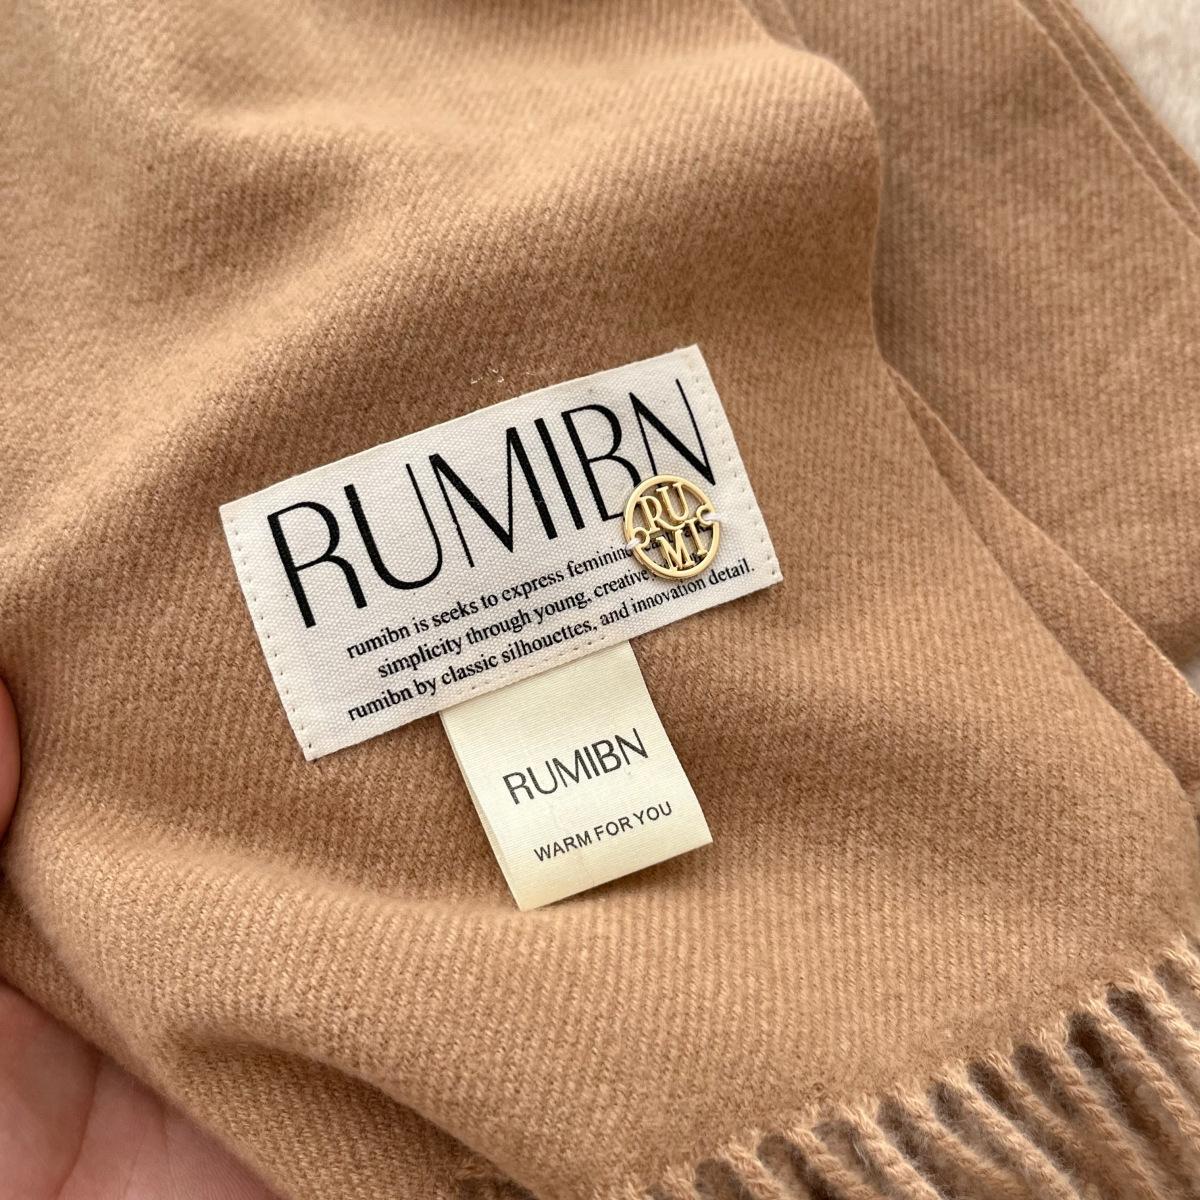 RUMIBN
RU
MI
rumibn is seeks to express feminine
simplicity through young, creative
rumibn by classic silhouettes, and innovation detail.
RUMIBN
WARM FOR YOU